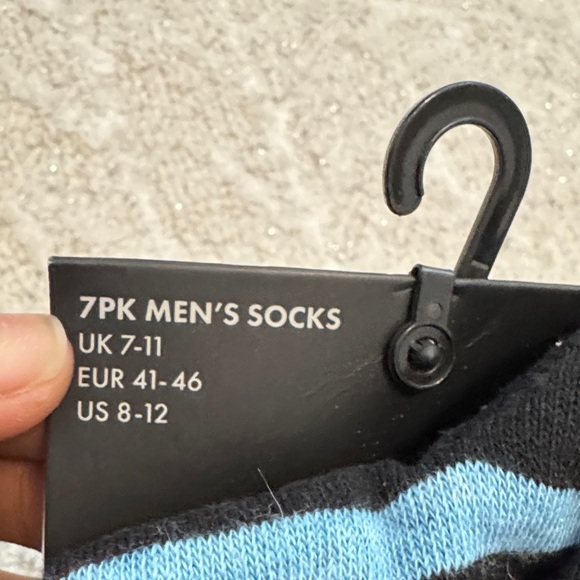 7PK MEN'S SOCKS
UK 7-11
EUR 41-46
US 8-12